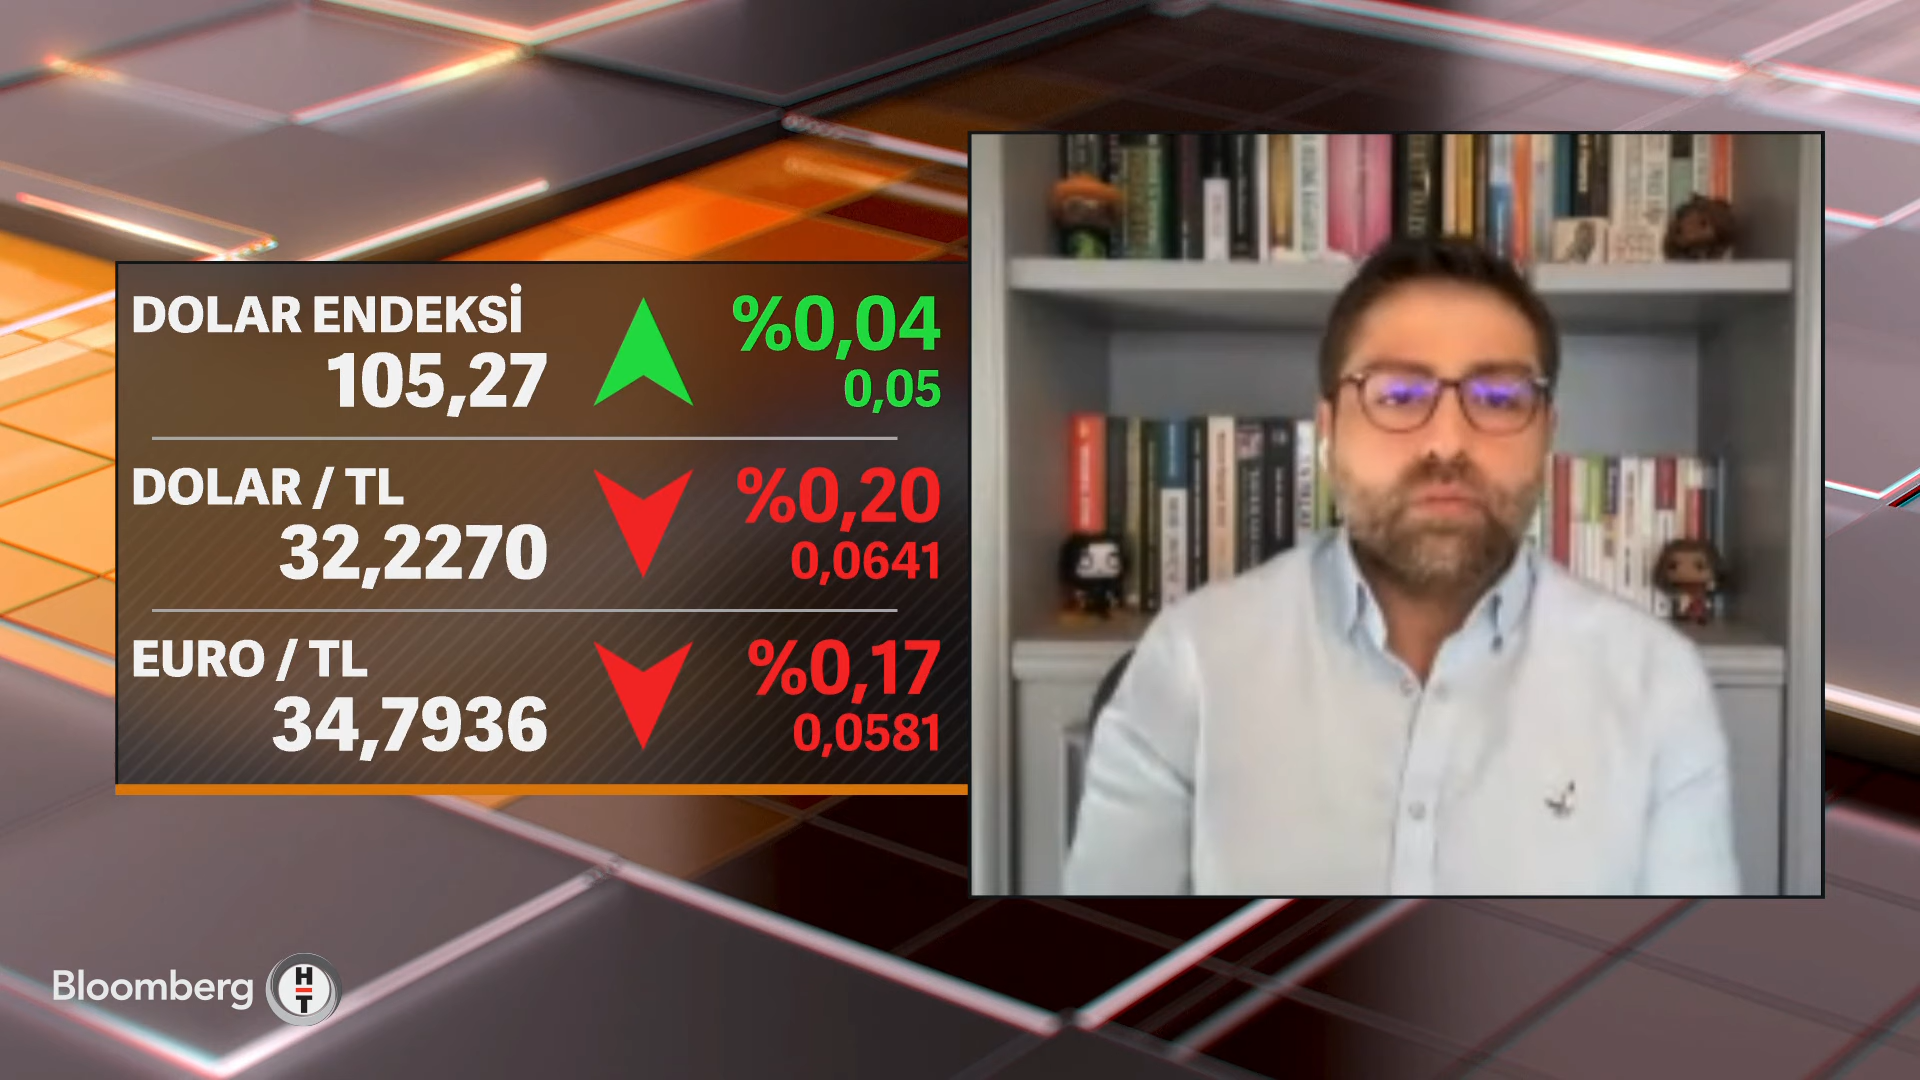 DOLAR ENDEKSİ
105,27
%0,04
0,05
DOLAR / TL
32,2270
%0,20
0,0641
EURO / TL
34,7936
%0,17
0,0581
Bloomberg HT